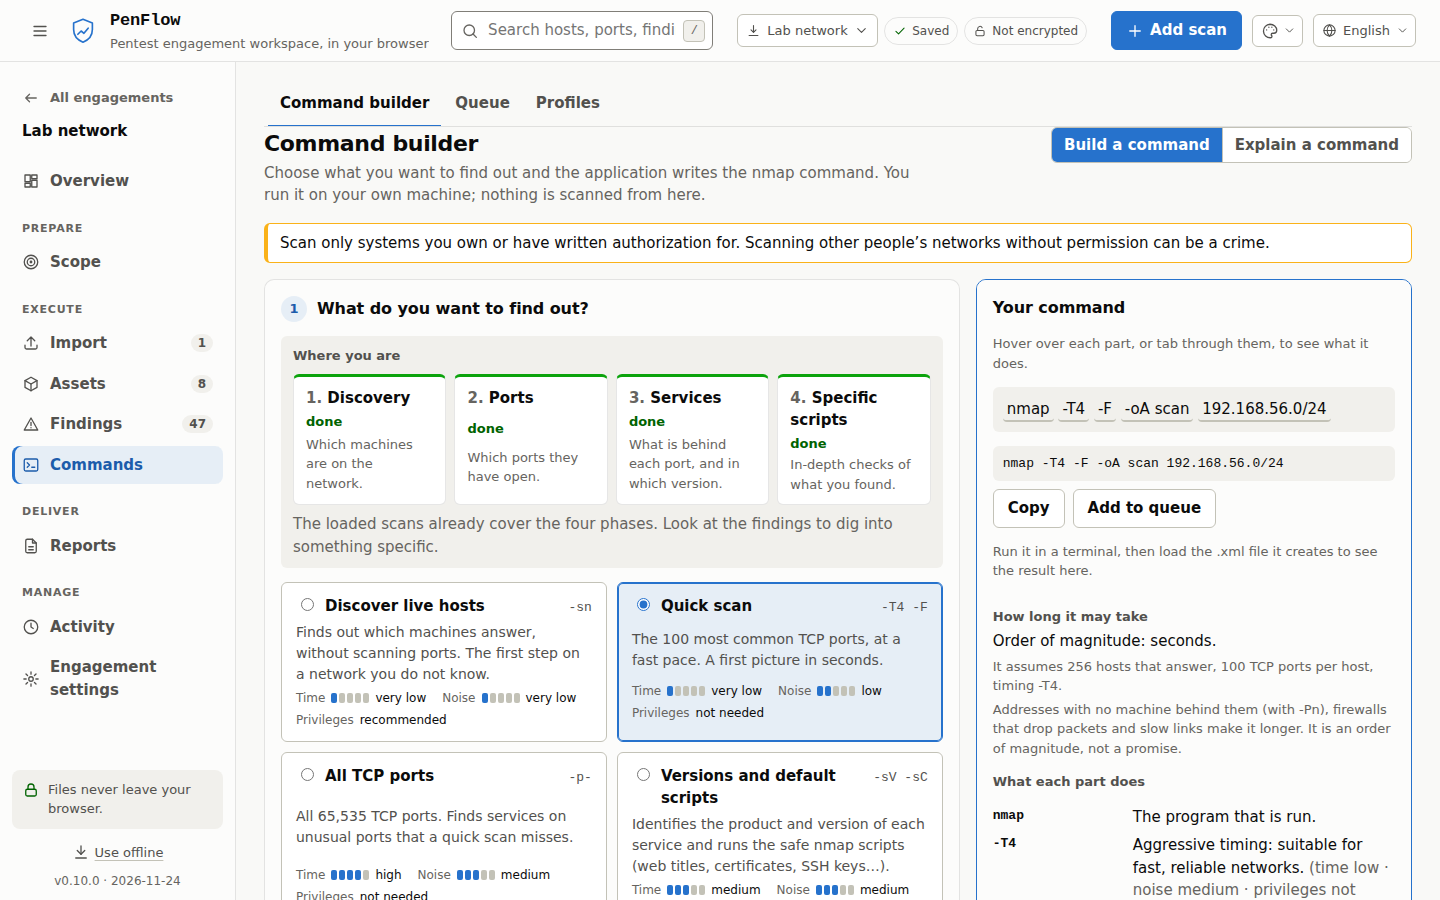 PenFlow
Pentest engagement workspace, in your browser
Search hosts, ports, findi
/
Lab network
Saved
Not encrypted
Add scan
English
All engagements
Lab network
Overview
PREPARE
Scope
EXECUTE
Import 1
Assets 8
Findings 47
Commands
DELIVER
Reports
MANAGE
Activity
Engagement
settings
Files never leave your
browser.
Use offline
v0.10.0 · 2026-11-24
Command builder Queue Profiles
Command builder
Build a command Explain a command
Choose what you want to find out and the application writes the nmap command. You
run it on your own machine; nothing is scanned from here.
Scan only systems you own or have written authorization for. Scanning other people’s networks without permission can be a crime.
1 What do you want to find out?
Where you are
1. Discovery
done
Which machines
are on the
network.
2. Ports
done
Which ports they
have open.
3. Services
done
What is behind
each port, and in
which version.
4. Specific
scripts
done
In-depth checks of
what you found.
The loaded scans already cover the four phases. Look at the findings to dig into
something specific.
Discover live hosts -sn
Finds out which machines answer,
without scanning ports. The first step on
a network you do not know.
Time very low Noise very low
Privileges recommended
Quick scan -T4 -F
The 100 most common TCP ports, at a
fast pace. A first picture in seconds.
Time very low Noise low
Privileges not needed
All TCP ports -p-
All 65,535 TCP ports. Finds services on
unusual ports that a quick scan misses.
Time high Noise medium
Privileges not needed
Versions and default -sV -sC
scripts
Identifies the product and version of each
service and runs the safe nmap scripts
(web titles, certificates, SSH keys…).
Time medium Noise medium
Your command
Hover over each part, or tab through them, to see what it
does.
nmap -T4 -F -oA scan 192.168.56.0/24
nmap -T4 -F -oA scan 192.168.56.0/24
Copy Add to queue
Run it in a terminal, then load the .xml file it creates to see
the result here.
How long it may take
Order of magnitude: seconds.
It assumes 256 hosts that answer, 100 TCP ports per host,
timing -T4.
Addresses with no machine behind them (with -Pn), firewalls
that drop packets and slow links make it longer. It is an order
of magnitude, not a promise.
What each part does
nmap The program that is run.
-T4 Aggressive timing: suitable for
fast, reliable networks. (time low ·
noise medium · privileges not